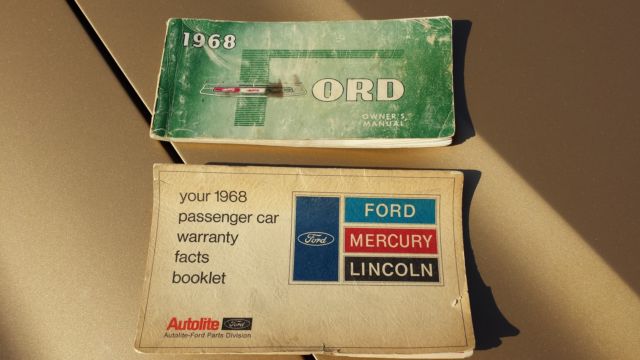 1968
FORD
OWNER'S
MANUAL
your 1968
passenger car
warranty
facts
booklet
Ford
FORD
MERCURY
LINCOLN
Autolite Ford
Autolite-Ford Parts Division